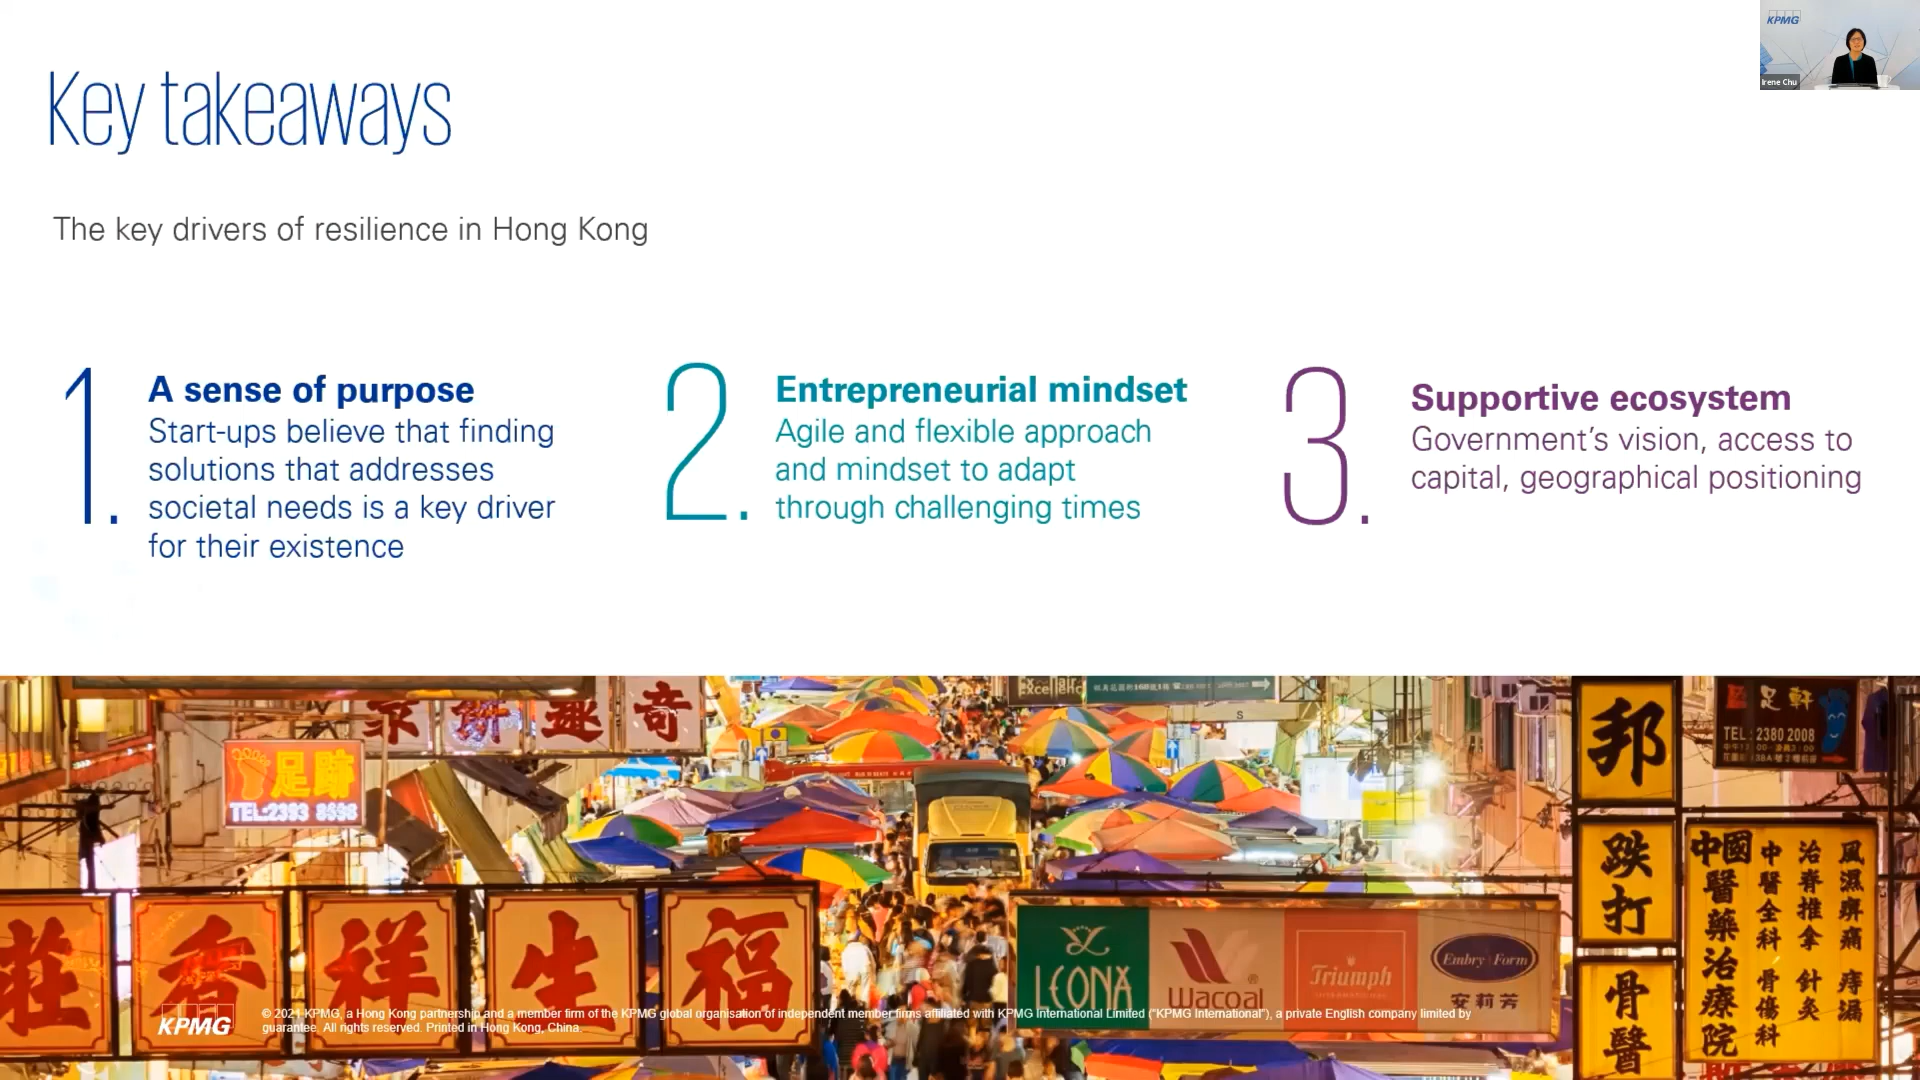 KPMG
Irene Chu
Key takeaways
The key drivers of resilience in Hong Kong
1.
A sense of purpose
Start-ups believe that finding
solutions that addresses
societal needs is a key driver
for their existence
2.
Entrepreneurial mindset
Agile and flexible approach
and mindset to adapt
through challenging times
3.
Supportive ecosystem
Government's vision, access to
capital, geographical positioning
餅
趣
奇
足跡
TEL:2393 8598
莊
香
祥
生
福
LEONA
Wacoal
Triumph
INTERNATIONAL
Embry Form
安莉芳
邦
跌打
骨醫
足軒
TEL: 2380 2008
中國醫藥治療院
中醫全科 骨傷科
治脊推拿 針灸
風濕痹痛 痔漏
KPMG
© 2021 KPMG, a Hong Kong partnership and a member firm of the KPMG global organisation of independent member firms affiliated with KPMG International Limited ("KPMG International"), a private English company limited by
guarantee. All rights reserved. Printed in Hong Kong, China.